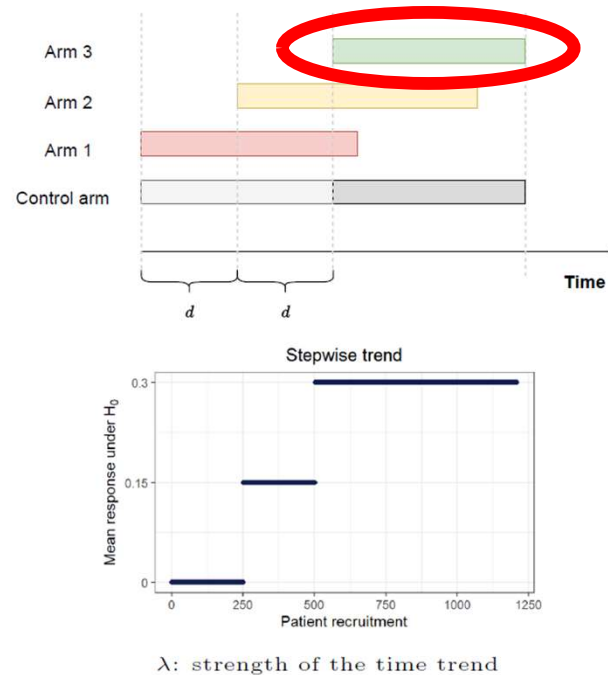 Arm 3
Arm 2
Arm 1
Control arm
Time
d
d
Stepwise trend
Mean response under H₀
0.3
0.15
0
0
250
500
750
1000
1250
Patient recruitment
λ: strength of the time trend